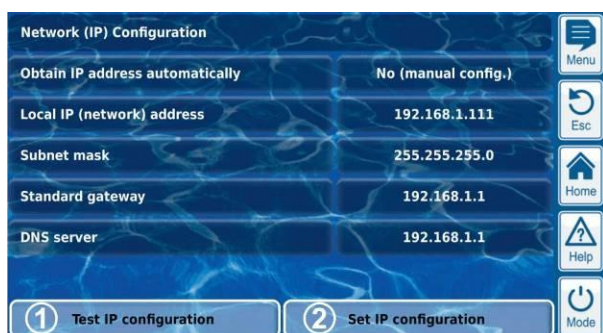 Network (IP) Configuration
Menu
Obtain IP address automatically No (manual config.)
Local IP (network) address 192.168.1.111
Esc
Subnet mask 255.255.255.0
Standard gateway 192.168.1.1
Home
DNS server 192.168.1.1
? Help
1 Test IP configuration 2 Set IP configuration
Mode